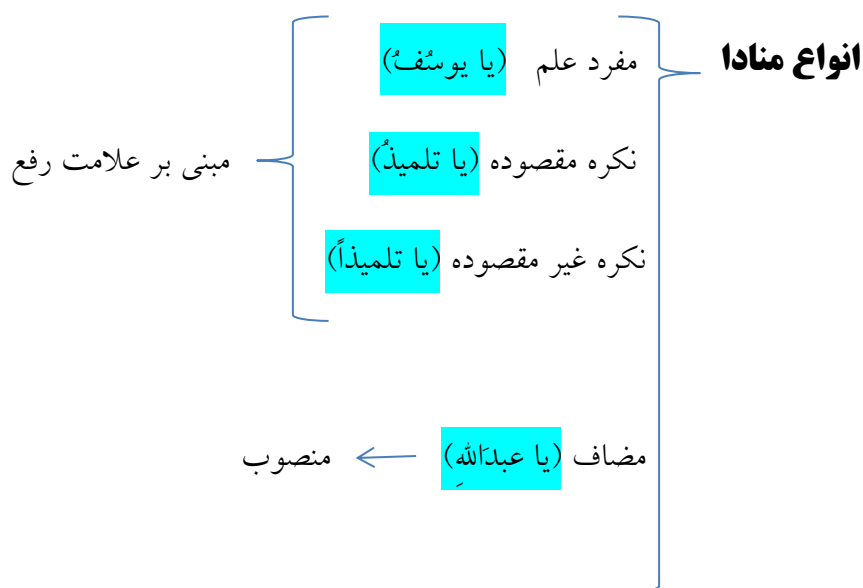 انواع منادا
مفرد علم (یا یوسُفُ)
نکره مقصوده (یا تلمیذُ)
مبنی بر علامت رفع
نکره غیر مقصوده (یا تلمیذاً)
مضاف (یا عبدَاللهِ)
منصوب